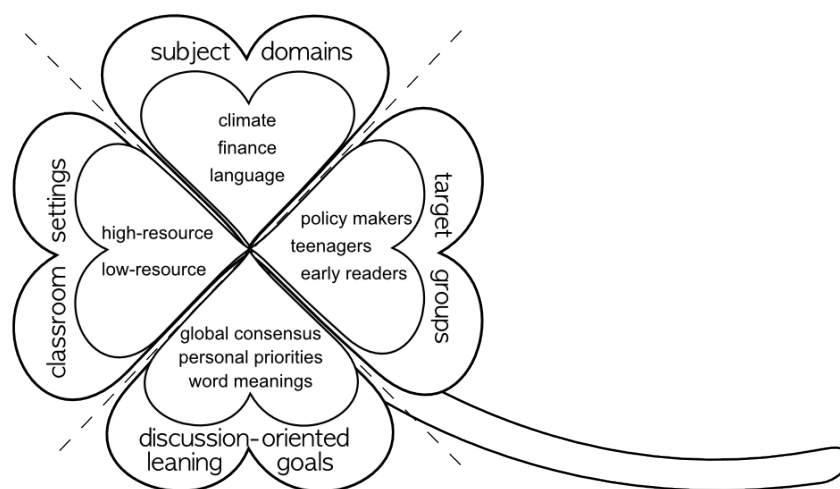 subject domains
climate
finance
language
classroom settings
high-resource
low-resource
policy makers
teenagers
early readers
target groups
global consensus
personal priorities
word meanings
discussion-oriented
leaning goals